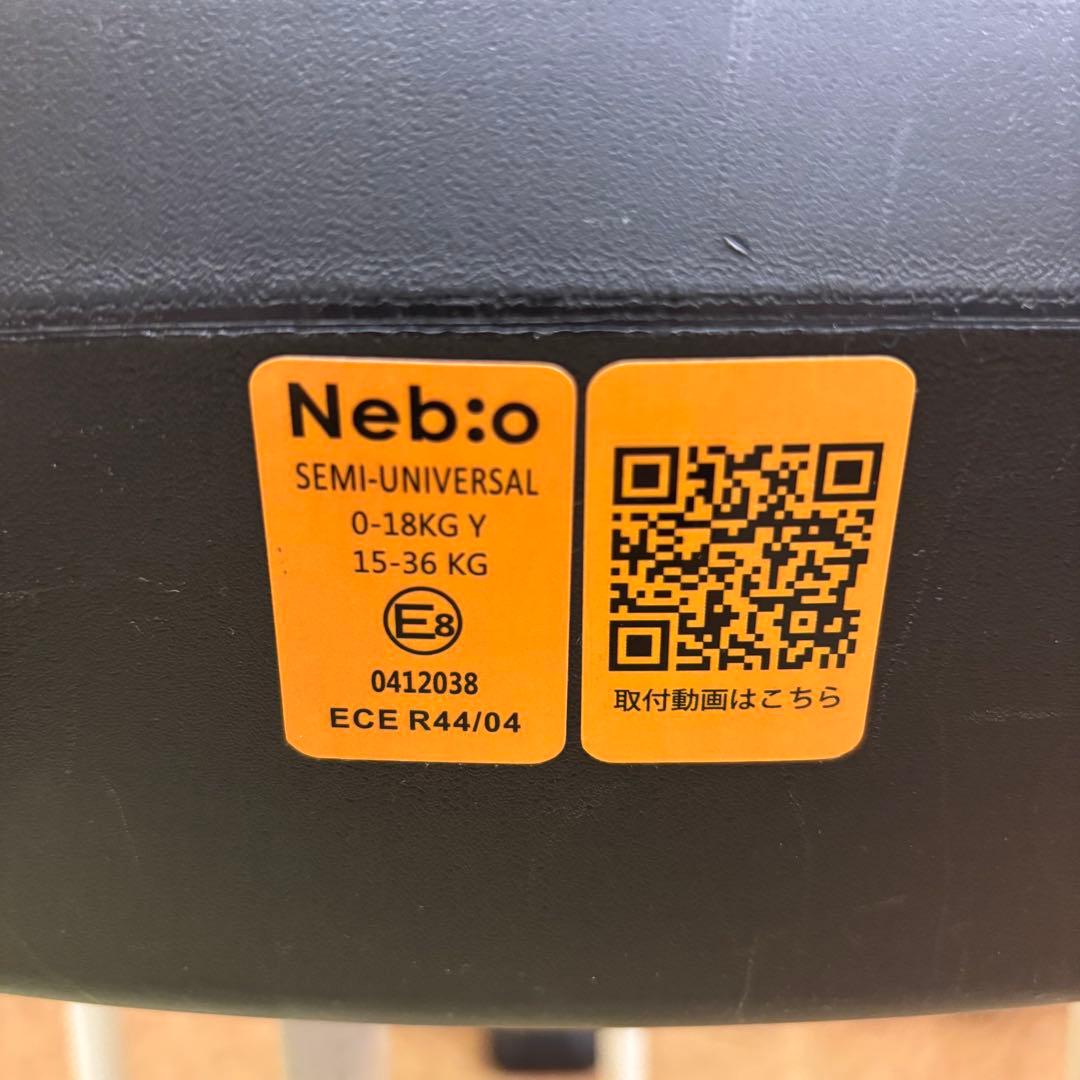 Neb:o
SEMI-UNIVERSAL
0-18KG Y
15-36 KG
E8
0412038
ECE R44/04
取付動画はこちら